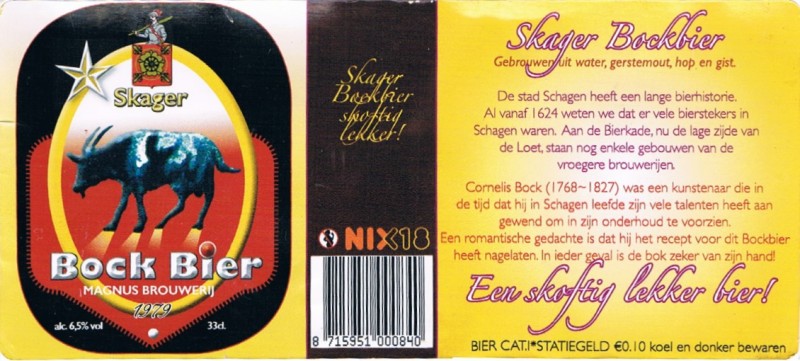 Skager
Bock Bier
MAGNUS BROUWERIJ
1979
alc. 6,5% vol
33cl.
Skager
Bockbier
skoftig
lekker!
NIX18
8 715951 000840
Skager Bockbier
Gebrouwen uit water, gerstemout, hop en gist.
De stad Schagen heeft een lange bierhistorie.
Al vanaf 1624 weten we dat er vele bierstekers in
Schagen waren. Aan de Bierkade, nu de lage zijde van
de Loet, staan nog enkele gebouwen van de
vroegere brouwerijen.
Cornelis Bock (1768~1827) was een kunstenaar die in
de tijd dat hij in Schagen leefde zijn vele talenten heeft aan
gewend om in zijn onderhoud te voorzien.
Een romantische gedachte is dat hij het recept voor dit Bockbier
heeft nagelaten. In ieder geval is de bok zeker van zijn hand!
Een skoftig lekker bier!
BIER CAT.I*STATIEGELD €0.10 koel en donker bewaren